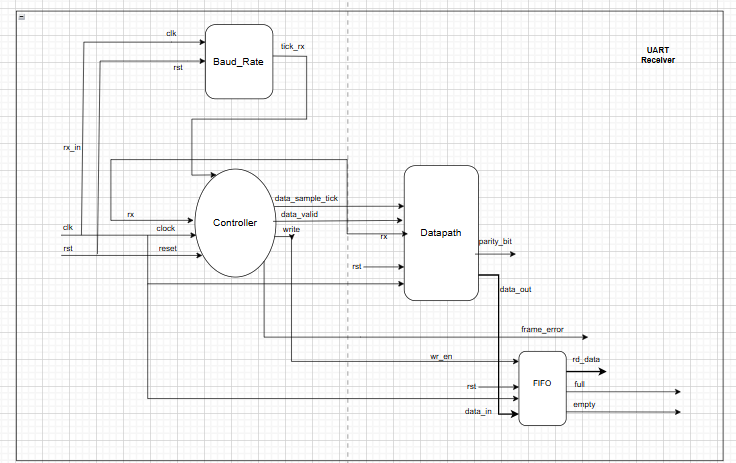 clk
tick_rx
UART
Receiver
Baud_Rate
rst
rx_in
data_sample_tick
rx
data_valid
Controller
clk
clock
write
rx
Datapath
parity_bit
rst
reset
rst
data_out
frame_error
wr_en
rd_data
rst
FIFO
full
data_in
empty